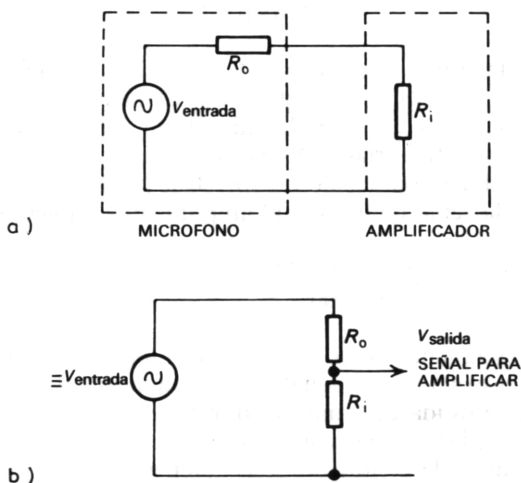 Ro
Ventrada
Ri
a)
MICROFONO
AMPLIFICADOR
Ro
Vsalida
≡Ventrada
SEÑAL PARA
AMPLIFICAR
Ri
b)